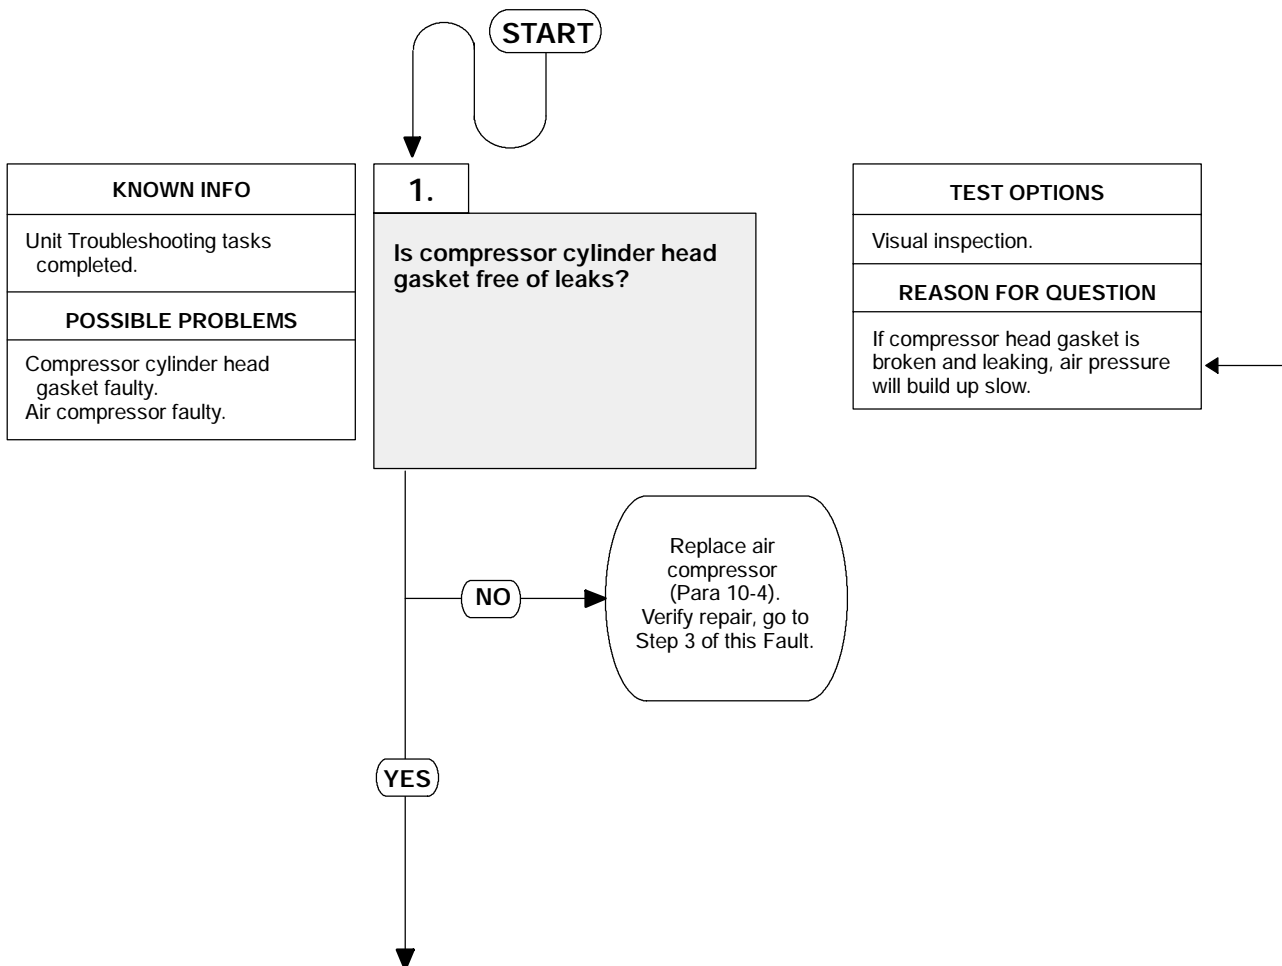 START
KNOWN INFO
Unit Troubleshooting tasks
completed.
POSSIBLE PROBLEMS
Compressor cylinder head
gasket faulty.
Air compressor faulty.
1.
Is compressor cylinder head
gasket free of leaks?
TEST OPTIONS
Visual inspection.
REASON FOR QUESTION
If compressor head gasket is
broken and leaking, air pressure
will build up slow.
NO
Replace air
compressor
(Para 10-4).
Verify repair, go to
Step 3 of this Fault.
YES